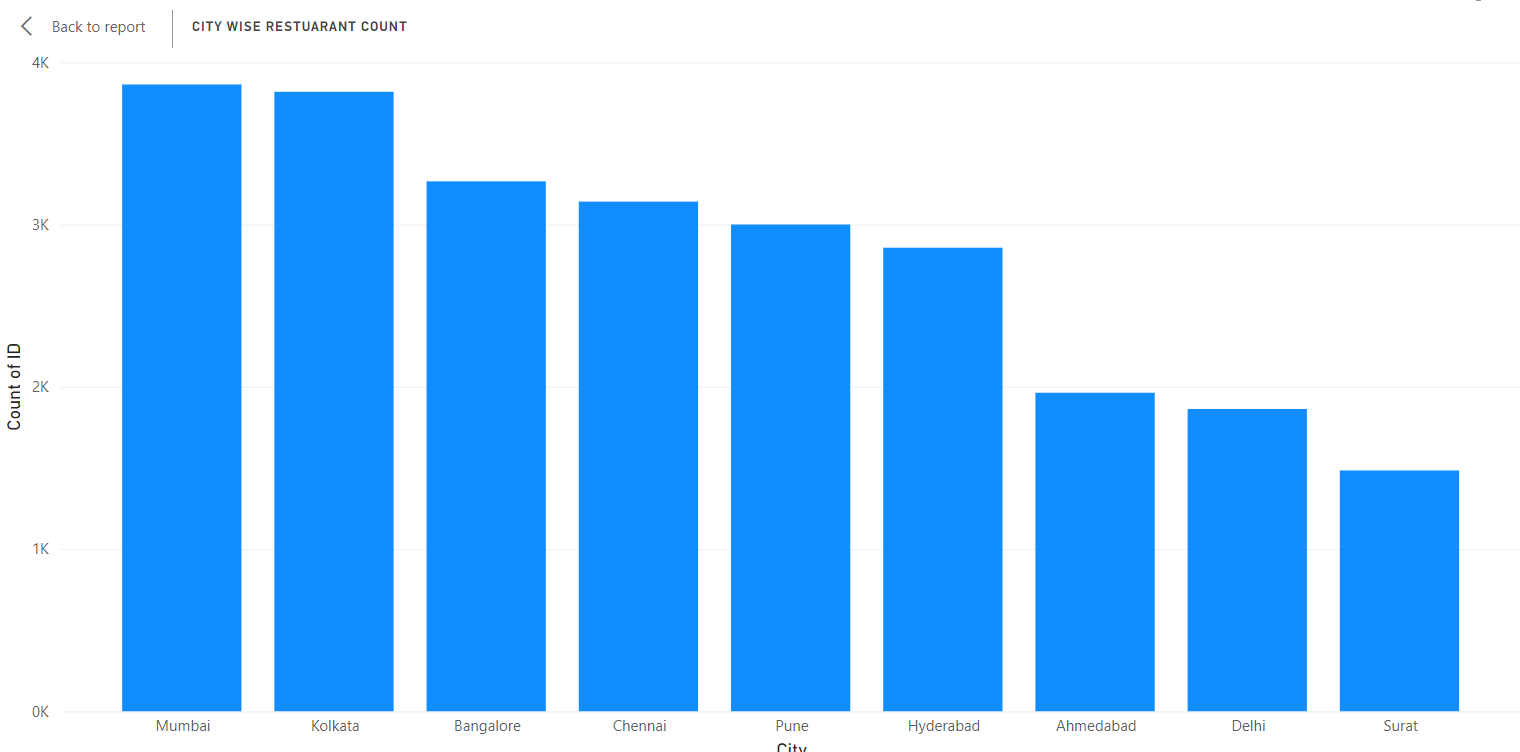 Back to report
CITY WISE RESTUARANT COUNT
4K
3K
2K
1K
0K
Count of ID
Mumbai Kolkata Bangalore Chennai Pune Hyderabad Ahmedabad Delhi Surat
City